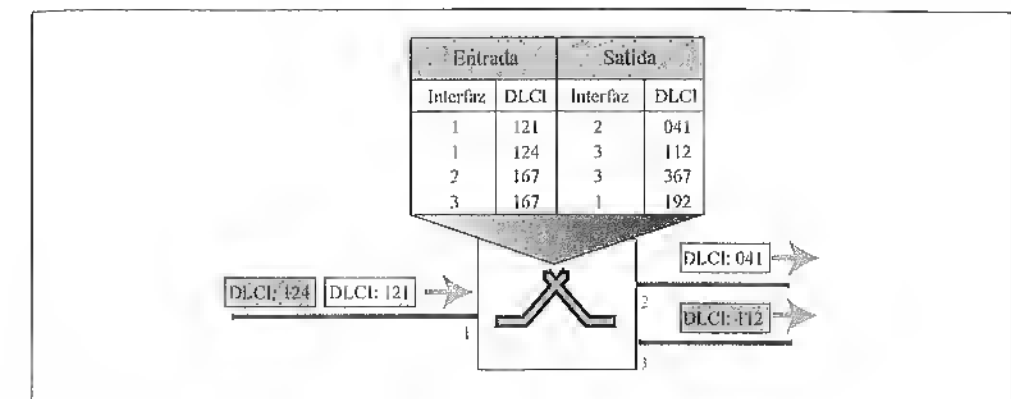 Entrada Salida
Interfaz DLCI Interfaz DLCI
1 121 2 041
1 124 3 112
2 167 3 367
3 167 1 192
DLCI: 041
DLCI: 124 DLCI: 121
2
DLCI: 112
1
3